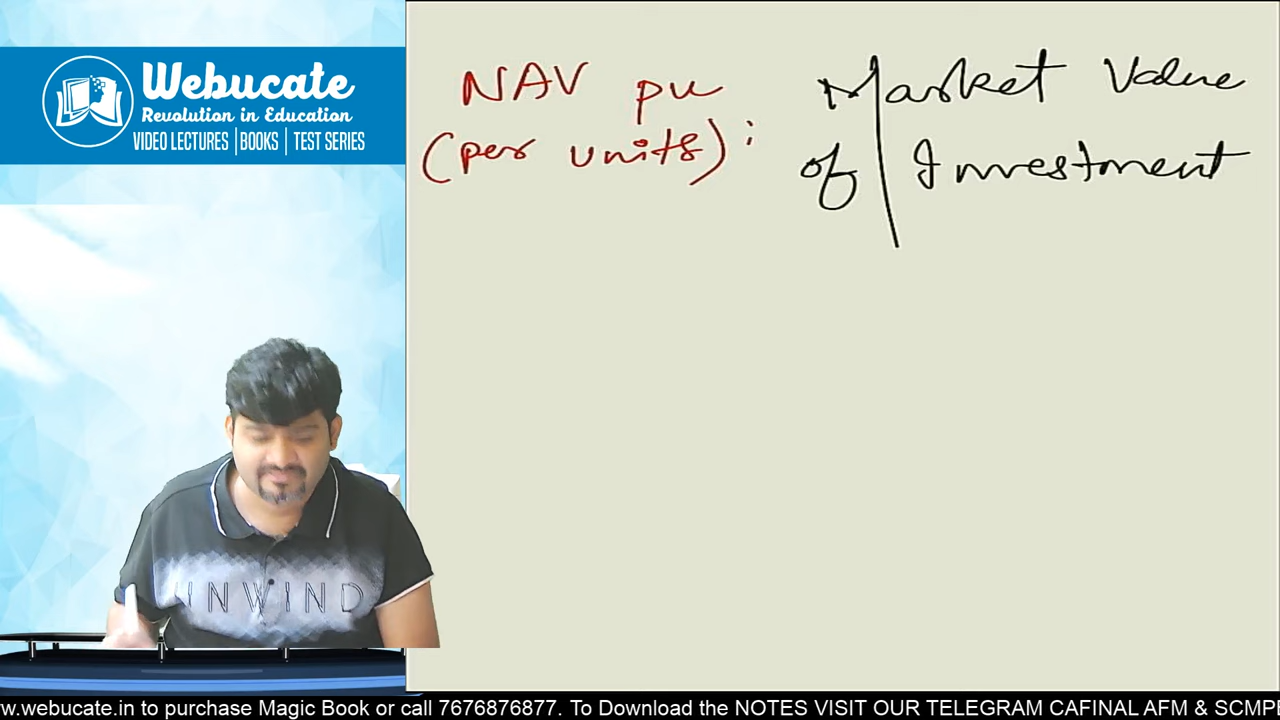 Webucate
Revolution in Education
VIDEO LECTURES | BOOKS | TEST SERIES
NAV pu
(per units) :
Market Value
of Investment
UNWIND
w.webucate.in to purchase Magic Book or call 7676876877. To Download the NOTES VISIT OUR TELEGRAM CAFINAL AFM & SCMP